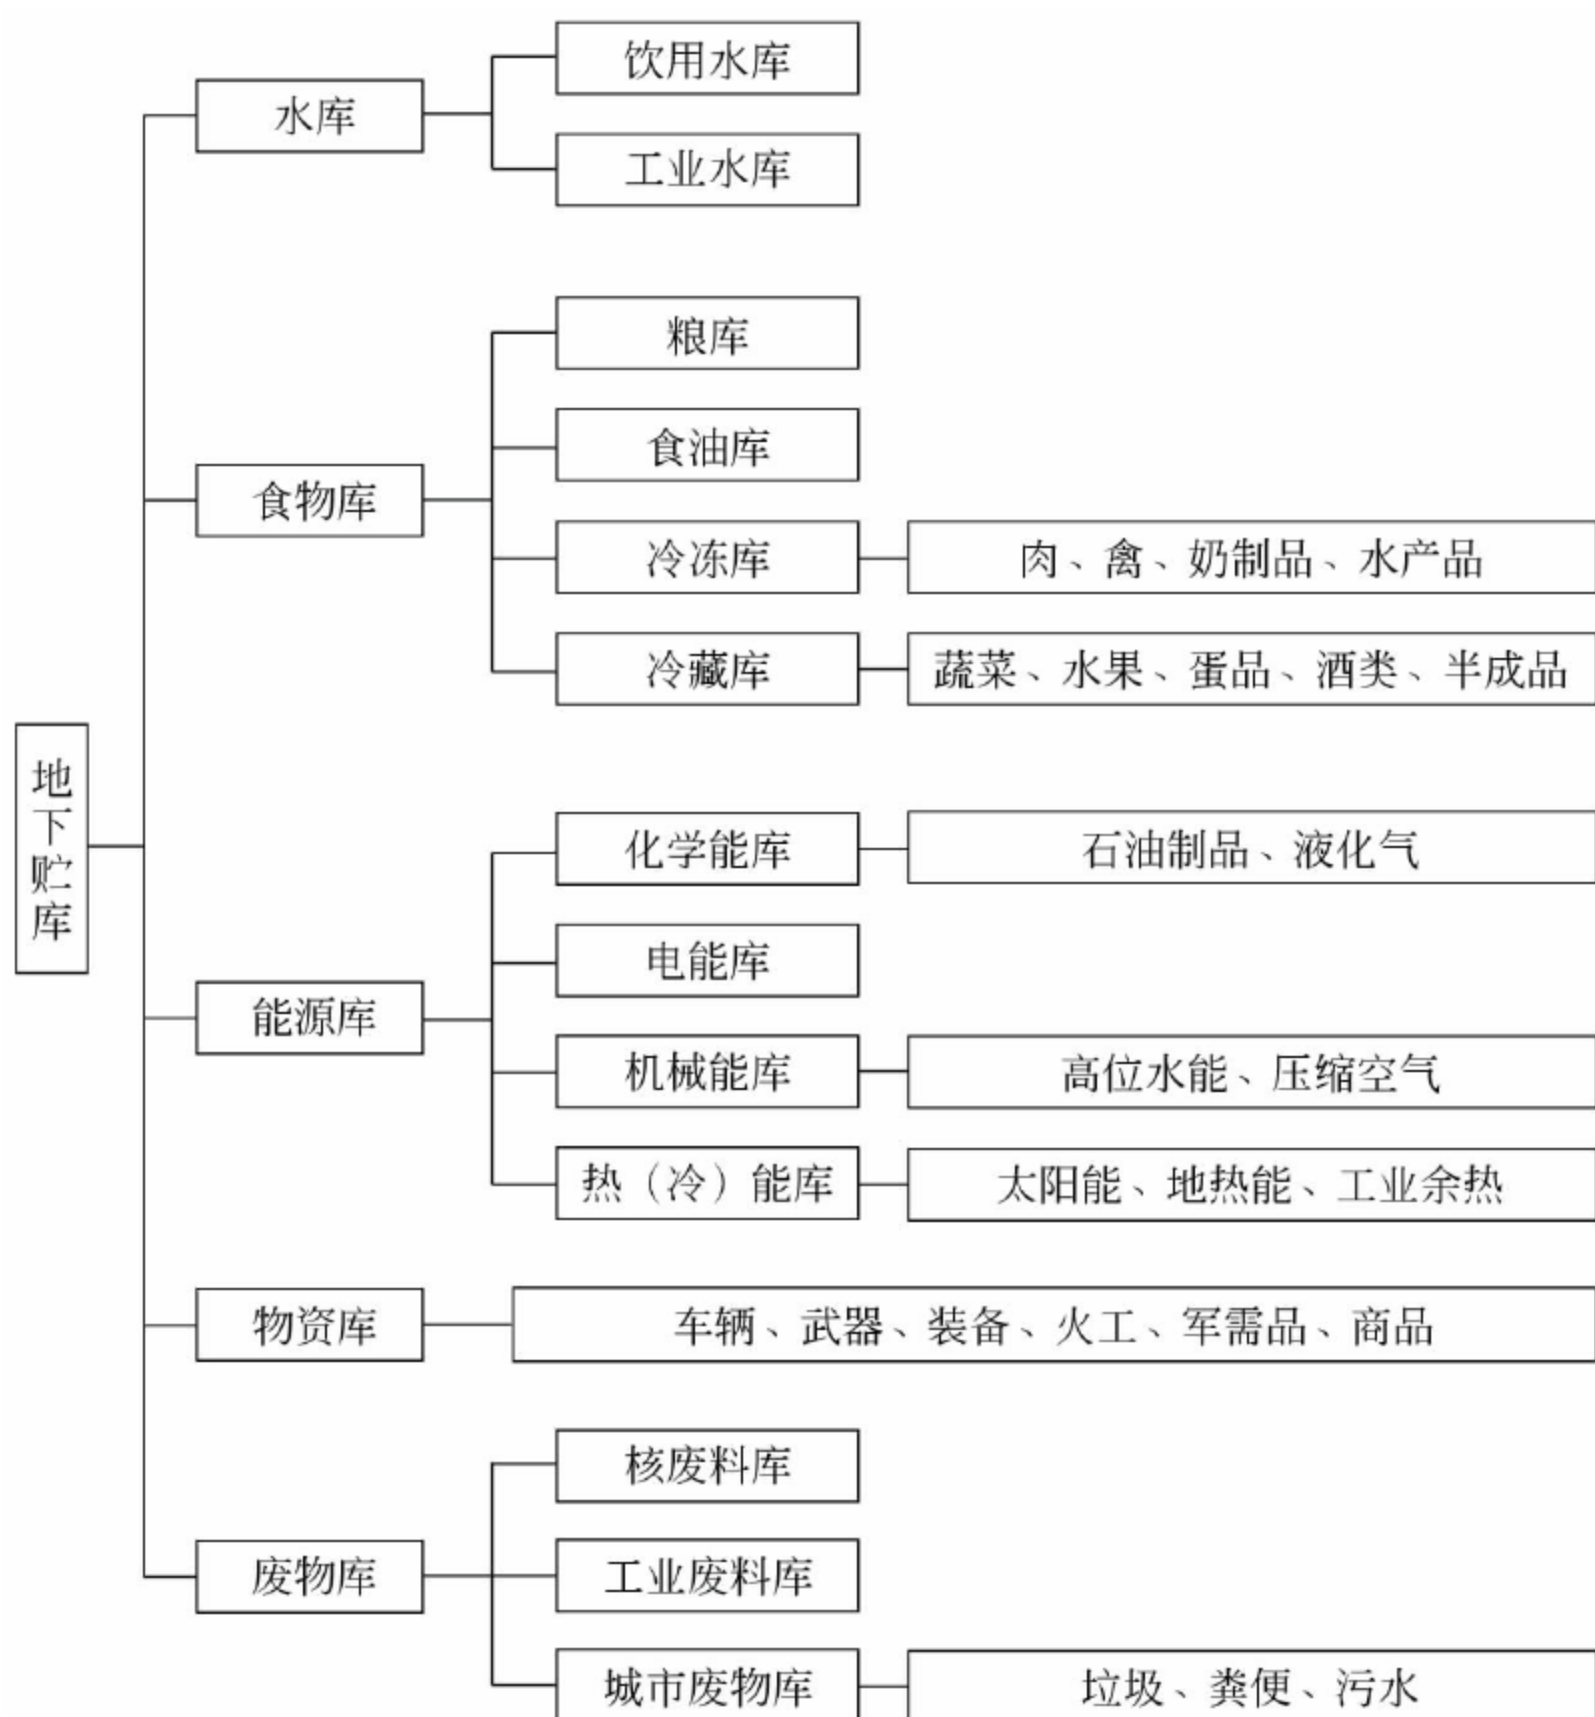 地下贮库
水库
饮用水库
工业水库
食物库
粮库
食油库
冷冻库
肉、禽、奶制品、水产品
冷藏库
蔬菜、水果、蛋品、酒类、半成品
能源库
化学能库
石油制品、液化气
电能库
机械能库
高位水能、压缩空气
热（冷）能库
太阳能、地热能、工业余热
物资库
车辆、武器、装备、火工、军需品、商品
废物库
核废料库
工业废料库
城市废物库
垃圾、粪便、污水